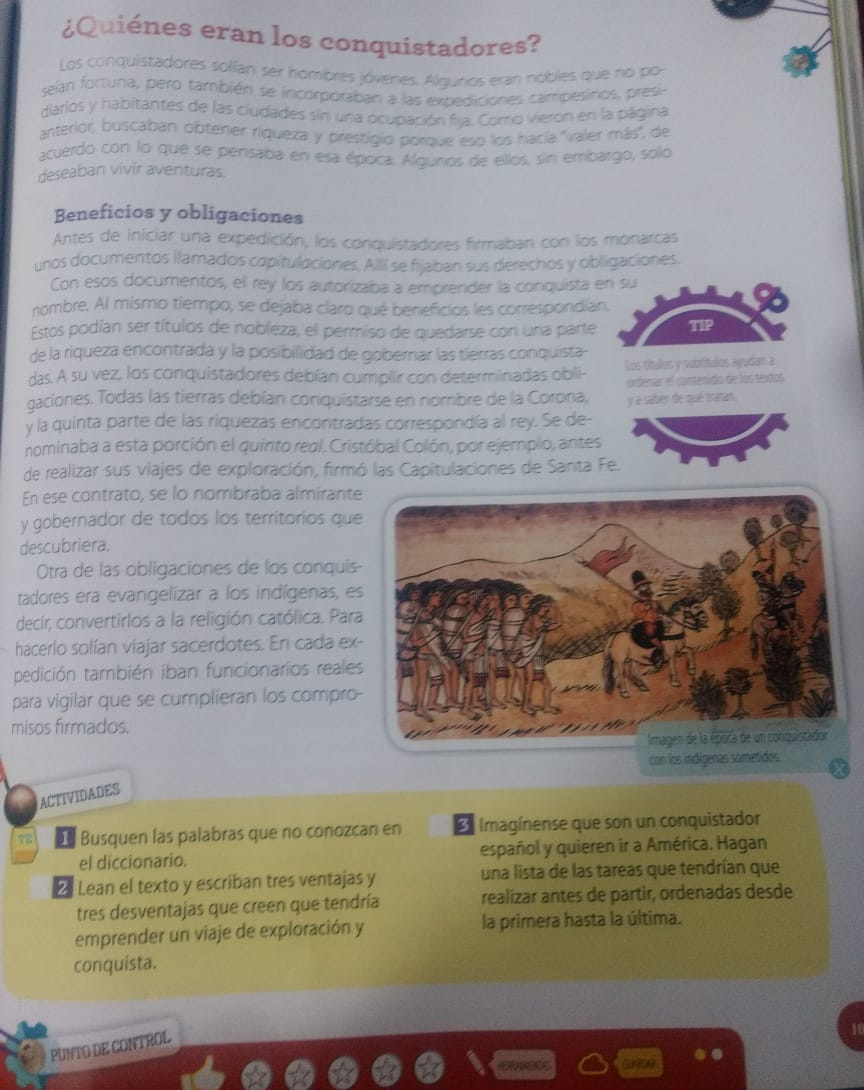 ¿Quiénes eran los conquistadores?
Los conquistadores solían ser hombres jóvenes. Algunos eran nobles que no po-
seían fortuna, pero también se incorporaban a las expediciones campesinos, presi-
diarios y habitantes de las ciudades sin una ocupación fija. Como vieron en la página
anterior, buscaban obtener riqueza y prestigio porque eso los hacía "valer más", de
acuerdo con lo que se pensaba en esa época. Algunos de ellos, sin embargo, solo
deseaban vivir aventuras.
Beneficios y obligaciones
Antes de iniciar una expedición, los conquistadores firmaban con los monarcas
unos documentos llamados capitulaciones. Allí se fijaban sus derechos y obligaciones.
Con esos documentos, el rey los autorizaba a emprender la conquista en su
nombre. Al mismo tiempo, se dejaba claro qué beneficios les correspondían.
Estos podían ser títulos de nobleza, el permiso de quedarse con una parte
de la riqueza encontrada y la posibilidad de gobernar las tierras conquista-
das. A su vez, los conquistadores debían cumplir con determinadas obli-
gaciones. Todas las tierras debían conquistarse en nombre de la Corona,
y la quinta parte de las riquezas encontradas correspondía al rey. Se de-
nominaba a esta porción el quinto real. Cristóbal Colón, por ejemplo, antes
de realizar sus viajes de exploración, firmó las Capitulaciones de Santa Fe.
En ese contrato, se lo nombraba almirante
y gobernador de todos los territorios que
descubriera.
Otra de las obligaciones de los conquis-
tadores era evangelizar a los indígenas, es
decir, convertirlos a la religión católica. Para
hacerlo solían viajar sacerdotes. En cada ex-
pedición también iban funcionarios reales
para vigilar que se cumplieran los compro-
misos firmados.
TIP
Los títulos y subtítulos ayudan a
ordenar el contenido de los textos
y a saber de qué tratan.
Imagen de la época de un conquistador
con los indígenas sometidos.
ACTIVIDADES
1 Busquen las palabras que no conozcan en
el diccionario.
2 Lean el texto y escriban tres ventajas y
tres desventajas que creen que tendría
emprender un viaje de exploración y
conquista.
3 Imagínense que son un conquistador
español y quieren ir a América. Hagan
una lista de las tareas que tendrían que
realizar antes de partir, ordenadas desde
la primera hasta la última.
PUNTO DE CONTROL
HERRAMIENTAS
GUARDAR